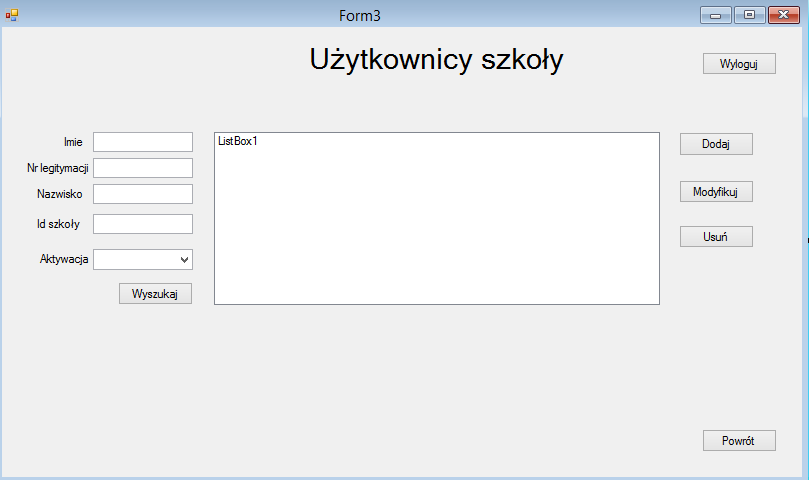 Form3
Użytkownicy szkoły
Wyloguj
Imie
ListBox1
Dodaj
Nr legitymacji
Nazwisko
Modyfikuj
Id szkoły
Usuń
Aktywacja
Wyszukaj
Powrót